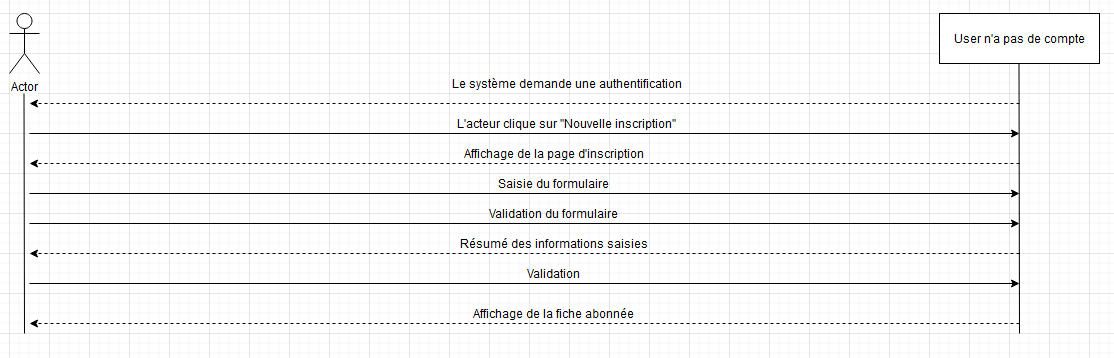 User n'a pas de compte
Actor
Le système demande une authentification
L'acteur clique sur "Nouvelle inscription"
Affichage de la page d'inscription
Saisie du formulaire
Validation du formulaire
Résumé des informations saisies
Validation
Affichage de la fiche abonnée